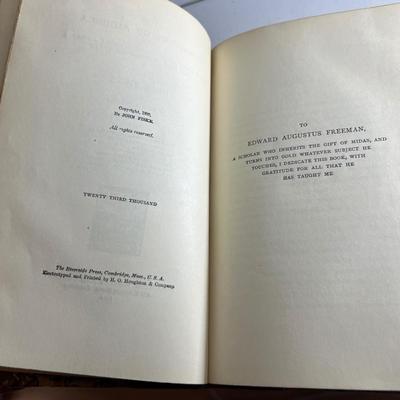 Copyright, 1892,
By JOHN FISKE.
All rights reserved.
TWENTY THIRD THOUSAND
The Riverside Press, Cambridge, Mass., U. S. A.
Electrotyped and Printed by H. O. Houghton & Company
TO
EDWARD AUGUSTUS FREEMAN,
A SCHOLAR WHO INHERITS THE GIFT OF MIDAS, AND
TURNS INTO GOLD WHATEVER SUBJECT HE
TOUCHES, I DEDICATE THIS BOOK, WITH
GRATITUDE FOR ALL THAT HE
HAS TAUGHT ME